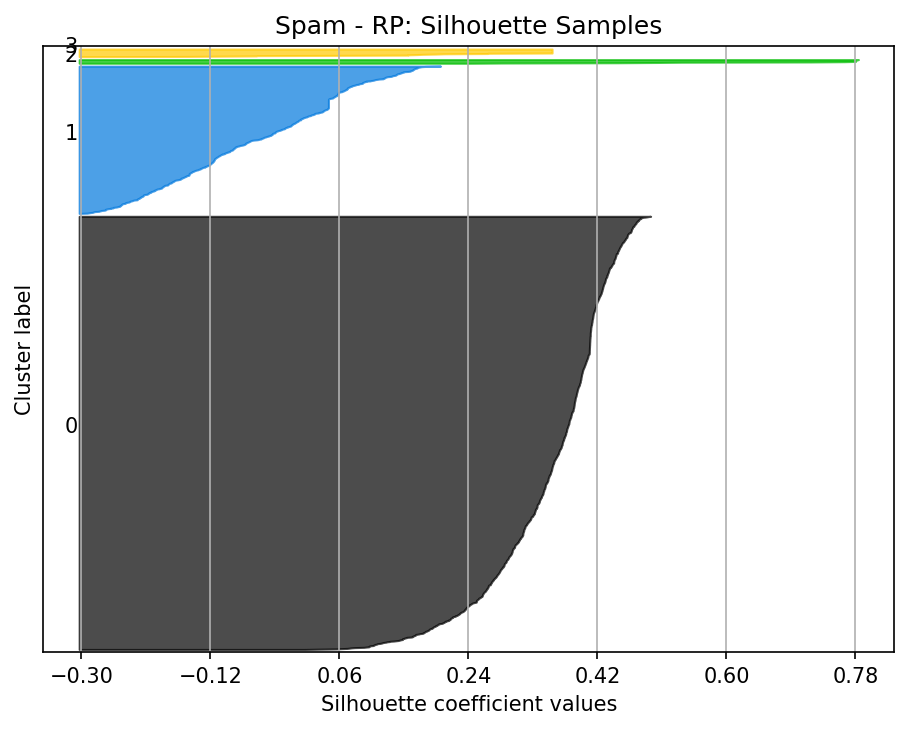 Spam - RP: Silhouette Samples
3
2
1
0
Cluster label
−0.30 −0.12 0.06 0.24 0.42 0.60 0.78
Silhouette coefficient values